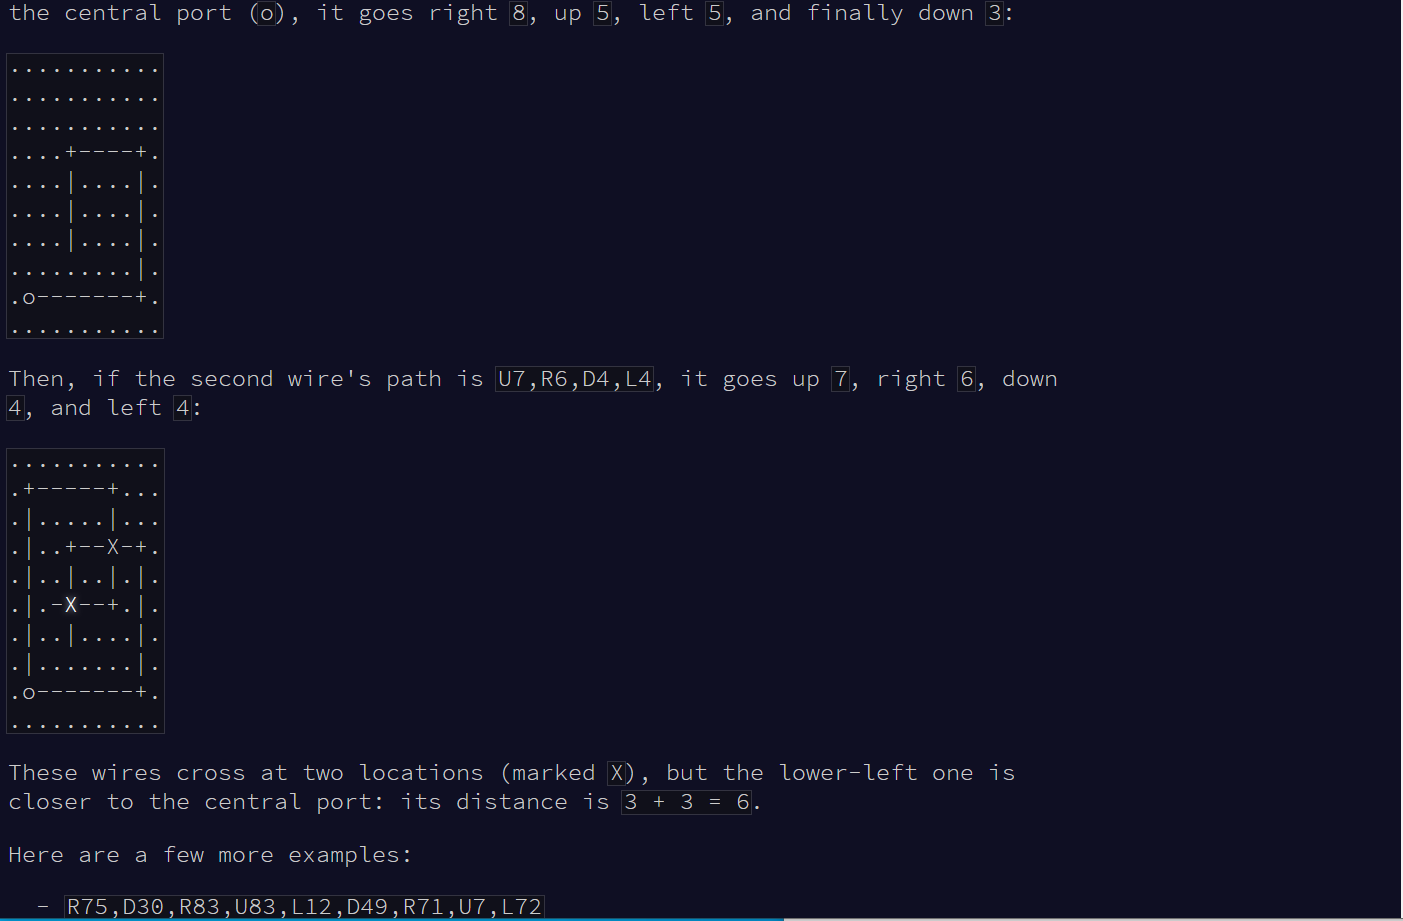 the central port (o), it goes right 8, up 5, left 5, and finally down 3:
...........
...........
...........
....+----+.
....|....|.
....|....|.
....|....|.
.........|.
.o-------+.
...........
Then, if the second wire's path is U7,R6,D4,L4, it goes up 7, right 6, down
4, and left 4:
...........
.+-----+...
.|.....|...
.|..+--X-+.
.|..|..|.|.
.|.-X--+.|.
.|..|....|.
.|.......|.
.o-------+.
...........
These wires cross at two locations (marked X), but the lower-left one is
closer to the central port: its distance is 3 + 3 = 6.
Here are a few more examples:
- R75,D30,R83,U83,L12,D49,R71,U7,L72